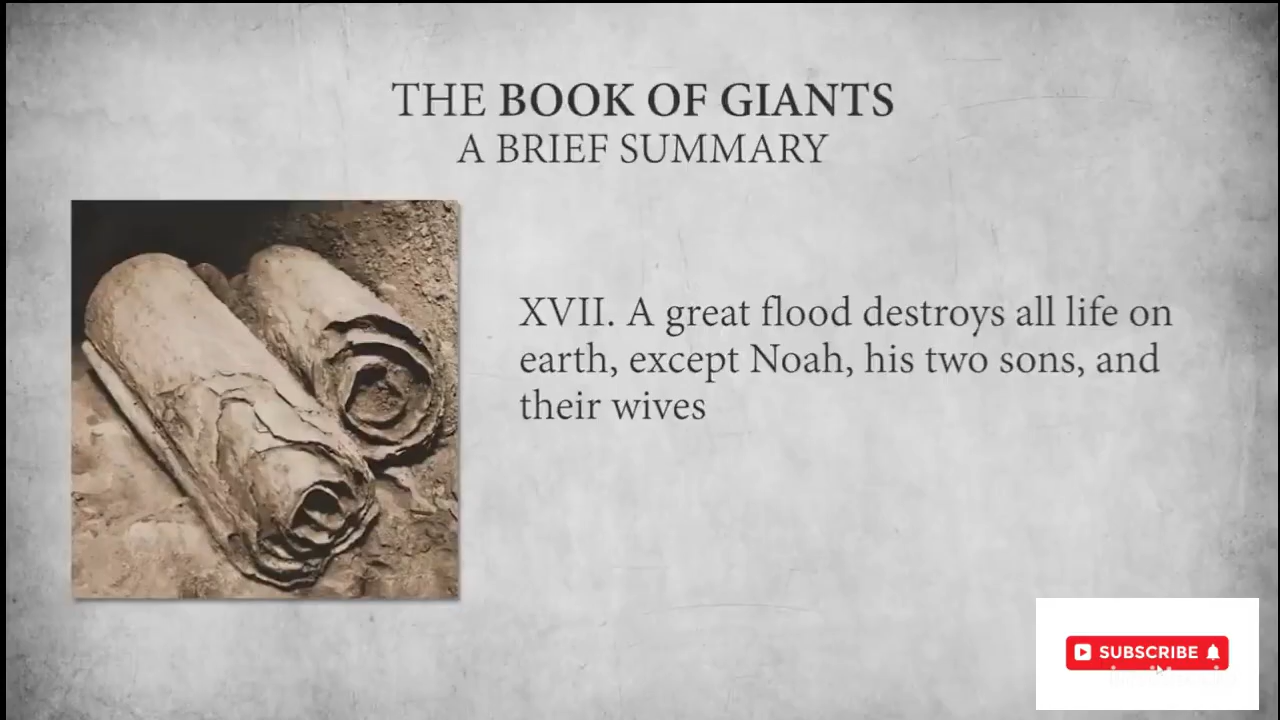 THE BOOK OF GIANTS
A BRIEF SUMMARY
XVII. A great flood destroys all life on
earth, except Noah, his two sons, and
their wives
SUBSCRIBE